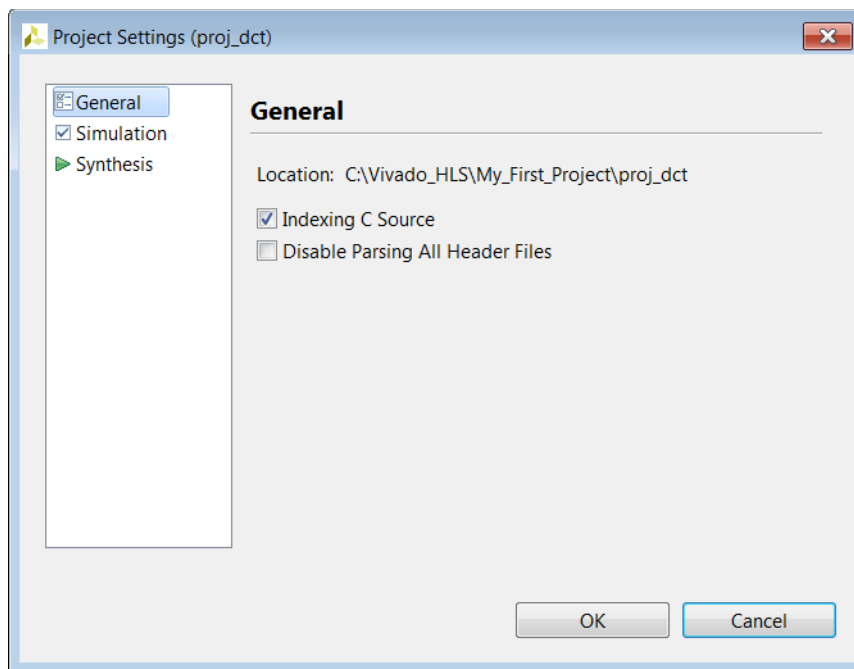 Project Settings (proj_dct)
General
Simulation
Synthesis
General
Location: C:\Vivado_HLS\My_First_Project\proj_dct
Indexing C Source
Disable Parsing All Header Files
OK
Cancel